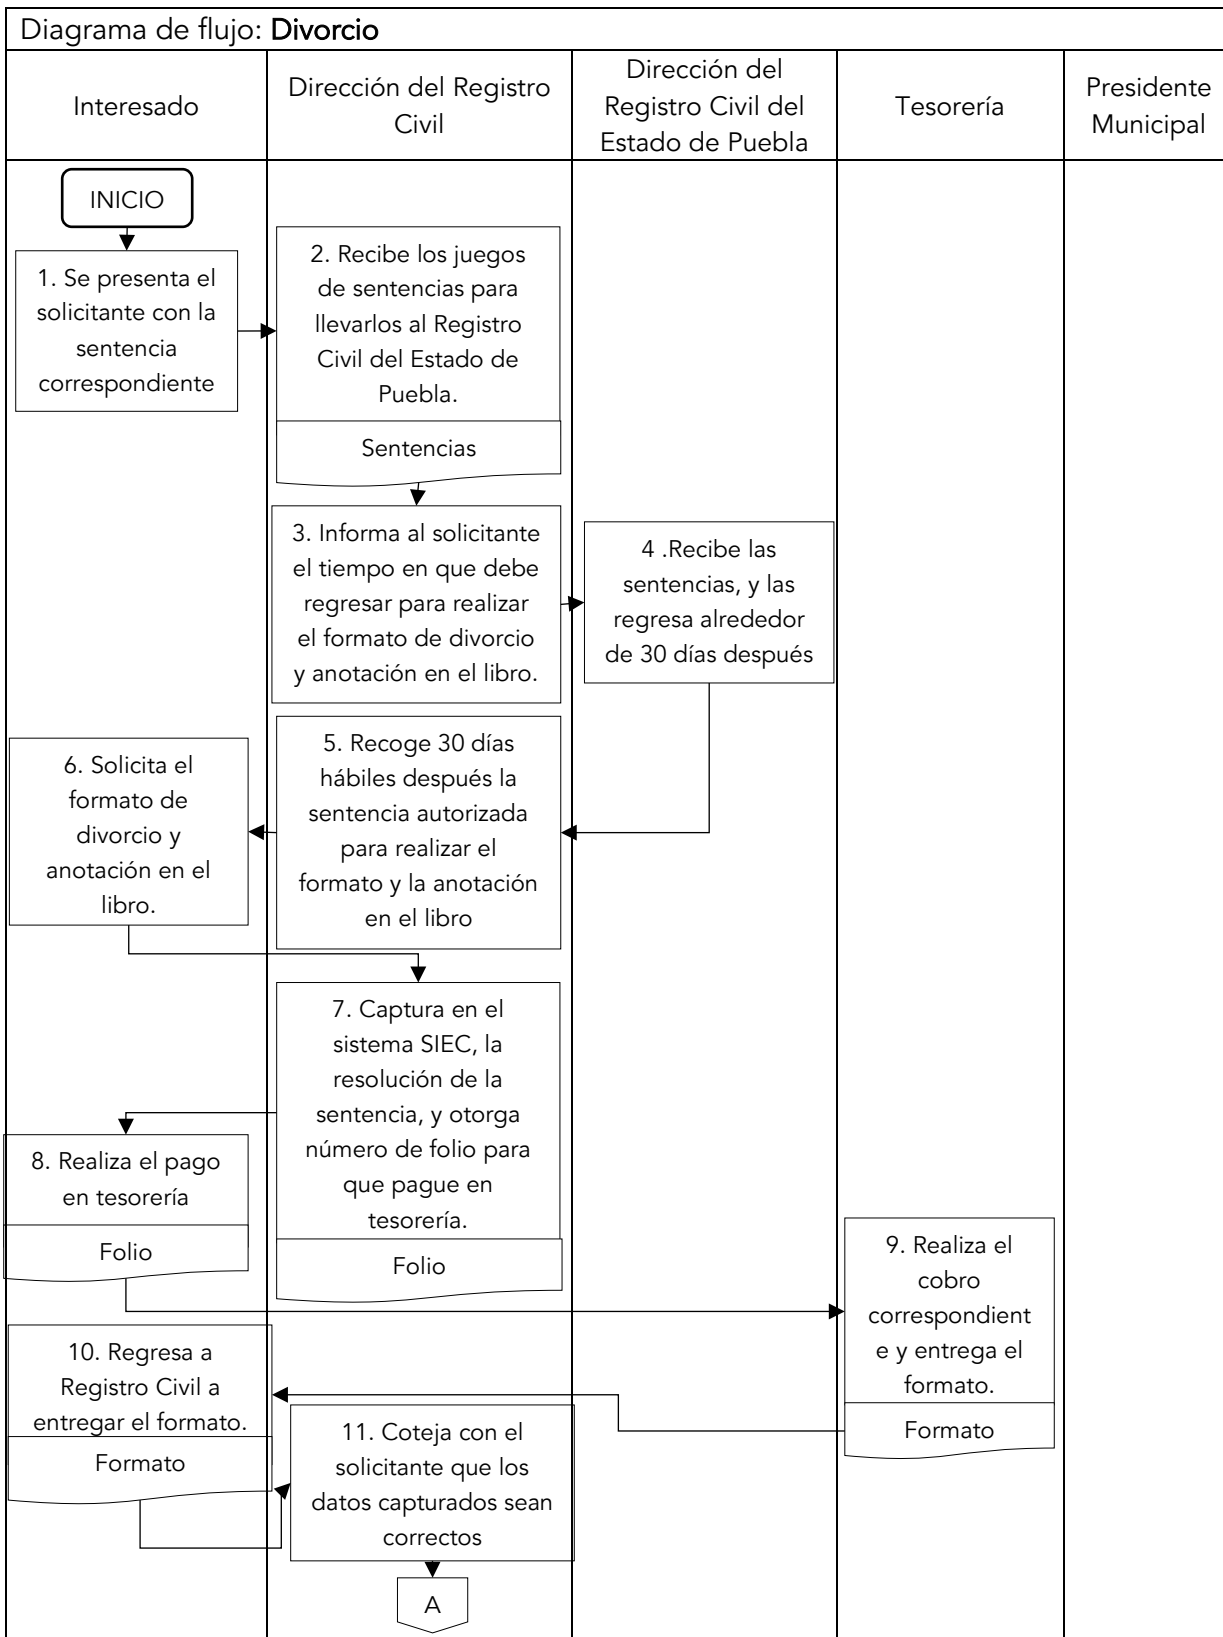 Diagrama de flujo: Divorcio
Interesado
Dirección del Registro
Civil
Dirección del
Registro Civil del
Estado de Puebla
Tesorería
Presidente
Municipal
INICIO
1. Se presenta el
solicitante con la
sentencia
correspondiente
2. Recibe los juegos
de sentencias para
llevarlos al Registro
Civil del Estado de
Puebla.
Sentencias
3. Informa al solicitante
el tiempo en que debe
regresar para realizar
el formato de divorcio
y anotación en el libro.
4 .Recibe las
sentencias, y las
regresa alrededor
de 30 días después
5. Recoge 30 días
hábiles después la
sentencia autorizada
para realizar el
formato y la anotación
en el libro
6. Solicita el
formato de
divorcio y
anotación en el
libro.
7. Captura en el
sistema SIEC, la
resolución de la
sentencia, y otorga
número de folio para
que pague en
tesorería.
Folio
8. Realiza el pago
en tesorería
Folio
9. Realiza el
cobro
correspondient
e y entrega el
formato.
Formato
10. Regresa a
Registro Civil a
entregar el formato.
Formato
11. Coteja con el
solicitante que los
datos capturados sean
correctos
A